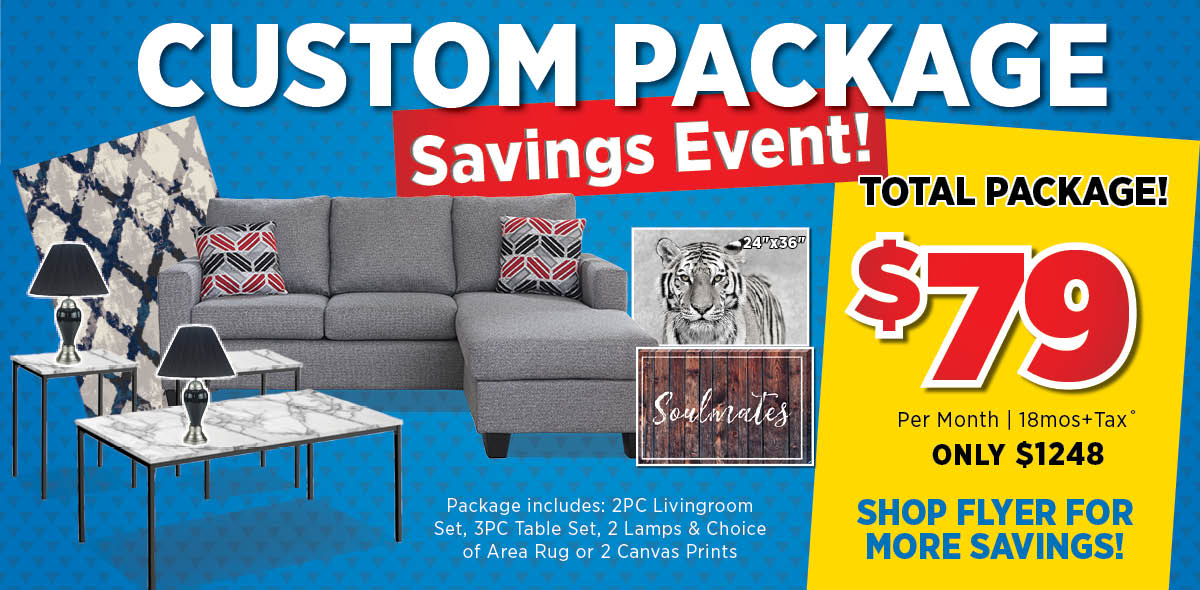 CUSTOM PACKAGE
Savings Event!
TOTAL PACKAGE!
24"x36"
$79
Soulmates
Per Month | 18mos+Tax°
ONLY $1248
Package includes: 2PC Livingroom
Set, 3PC Table Set, 2 Lamps & Choice
of Area Rug or 2 Canvas Prints
SHOP FLYER FOR
MORE SAVINGS!